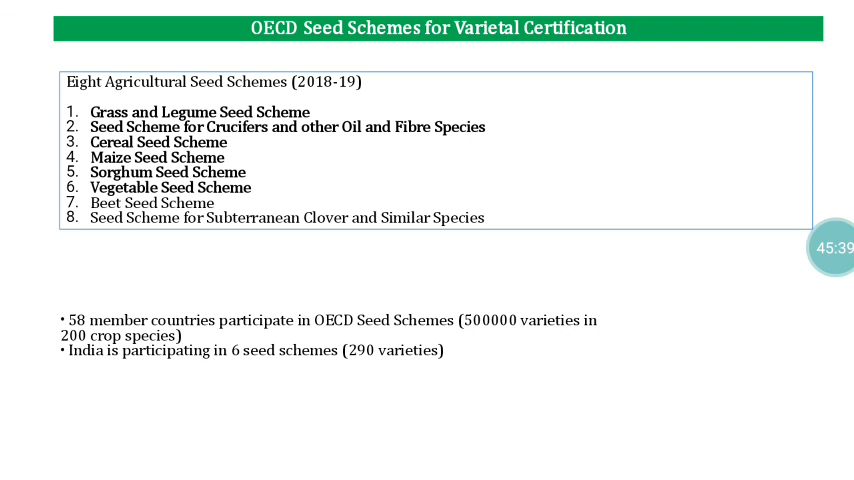 OECD Seed Schemes for Varietal Certification
Eight Agricultural Seed Schemes (2018-19)
1. Grass and Legume Seed Scheme
2. Seed Scheme for Crucifers and other Oil and Fibre Species
3. Cereal Seed Scheme
4. Maize Seed Scheme
5. Sorghum Seed Scheme
6. Vegetable Seed Scheme
7. Beet Seed Scheme
8. Seed Scheme for Subterranean Clover and Similar Species
45:39
• 58 member countries participate in OECD Seed Schemes (500000 varieties in
200 crop species)
• India is participating in 6 seed schemes (290 varieties)